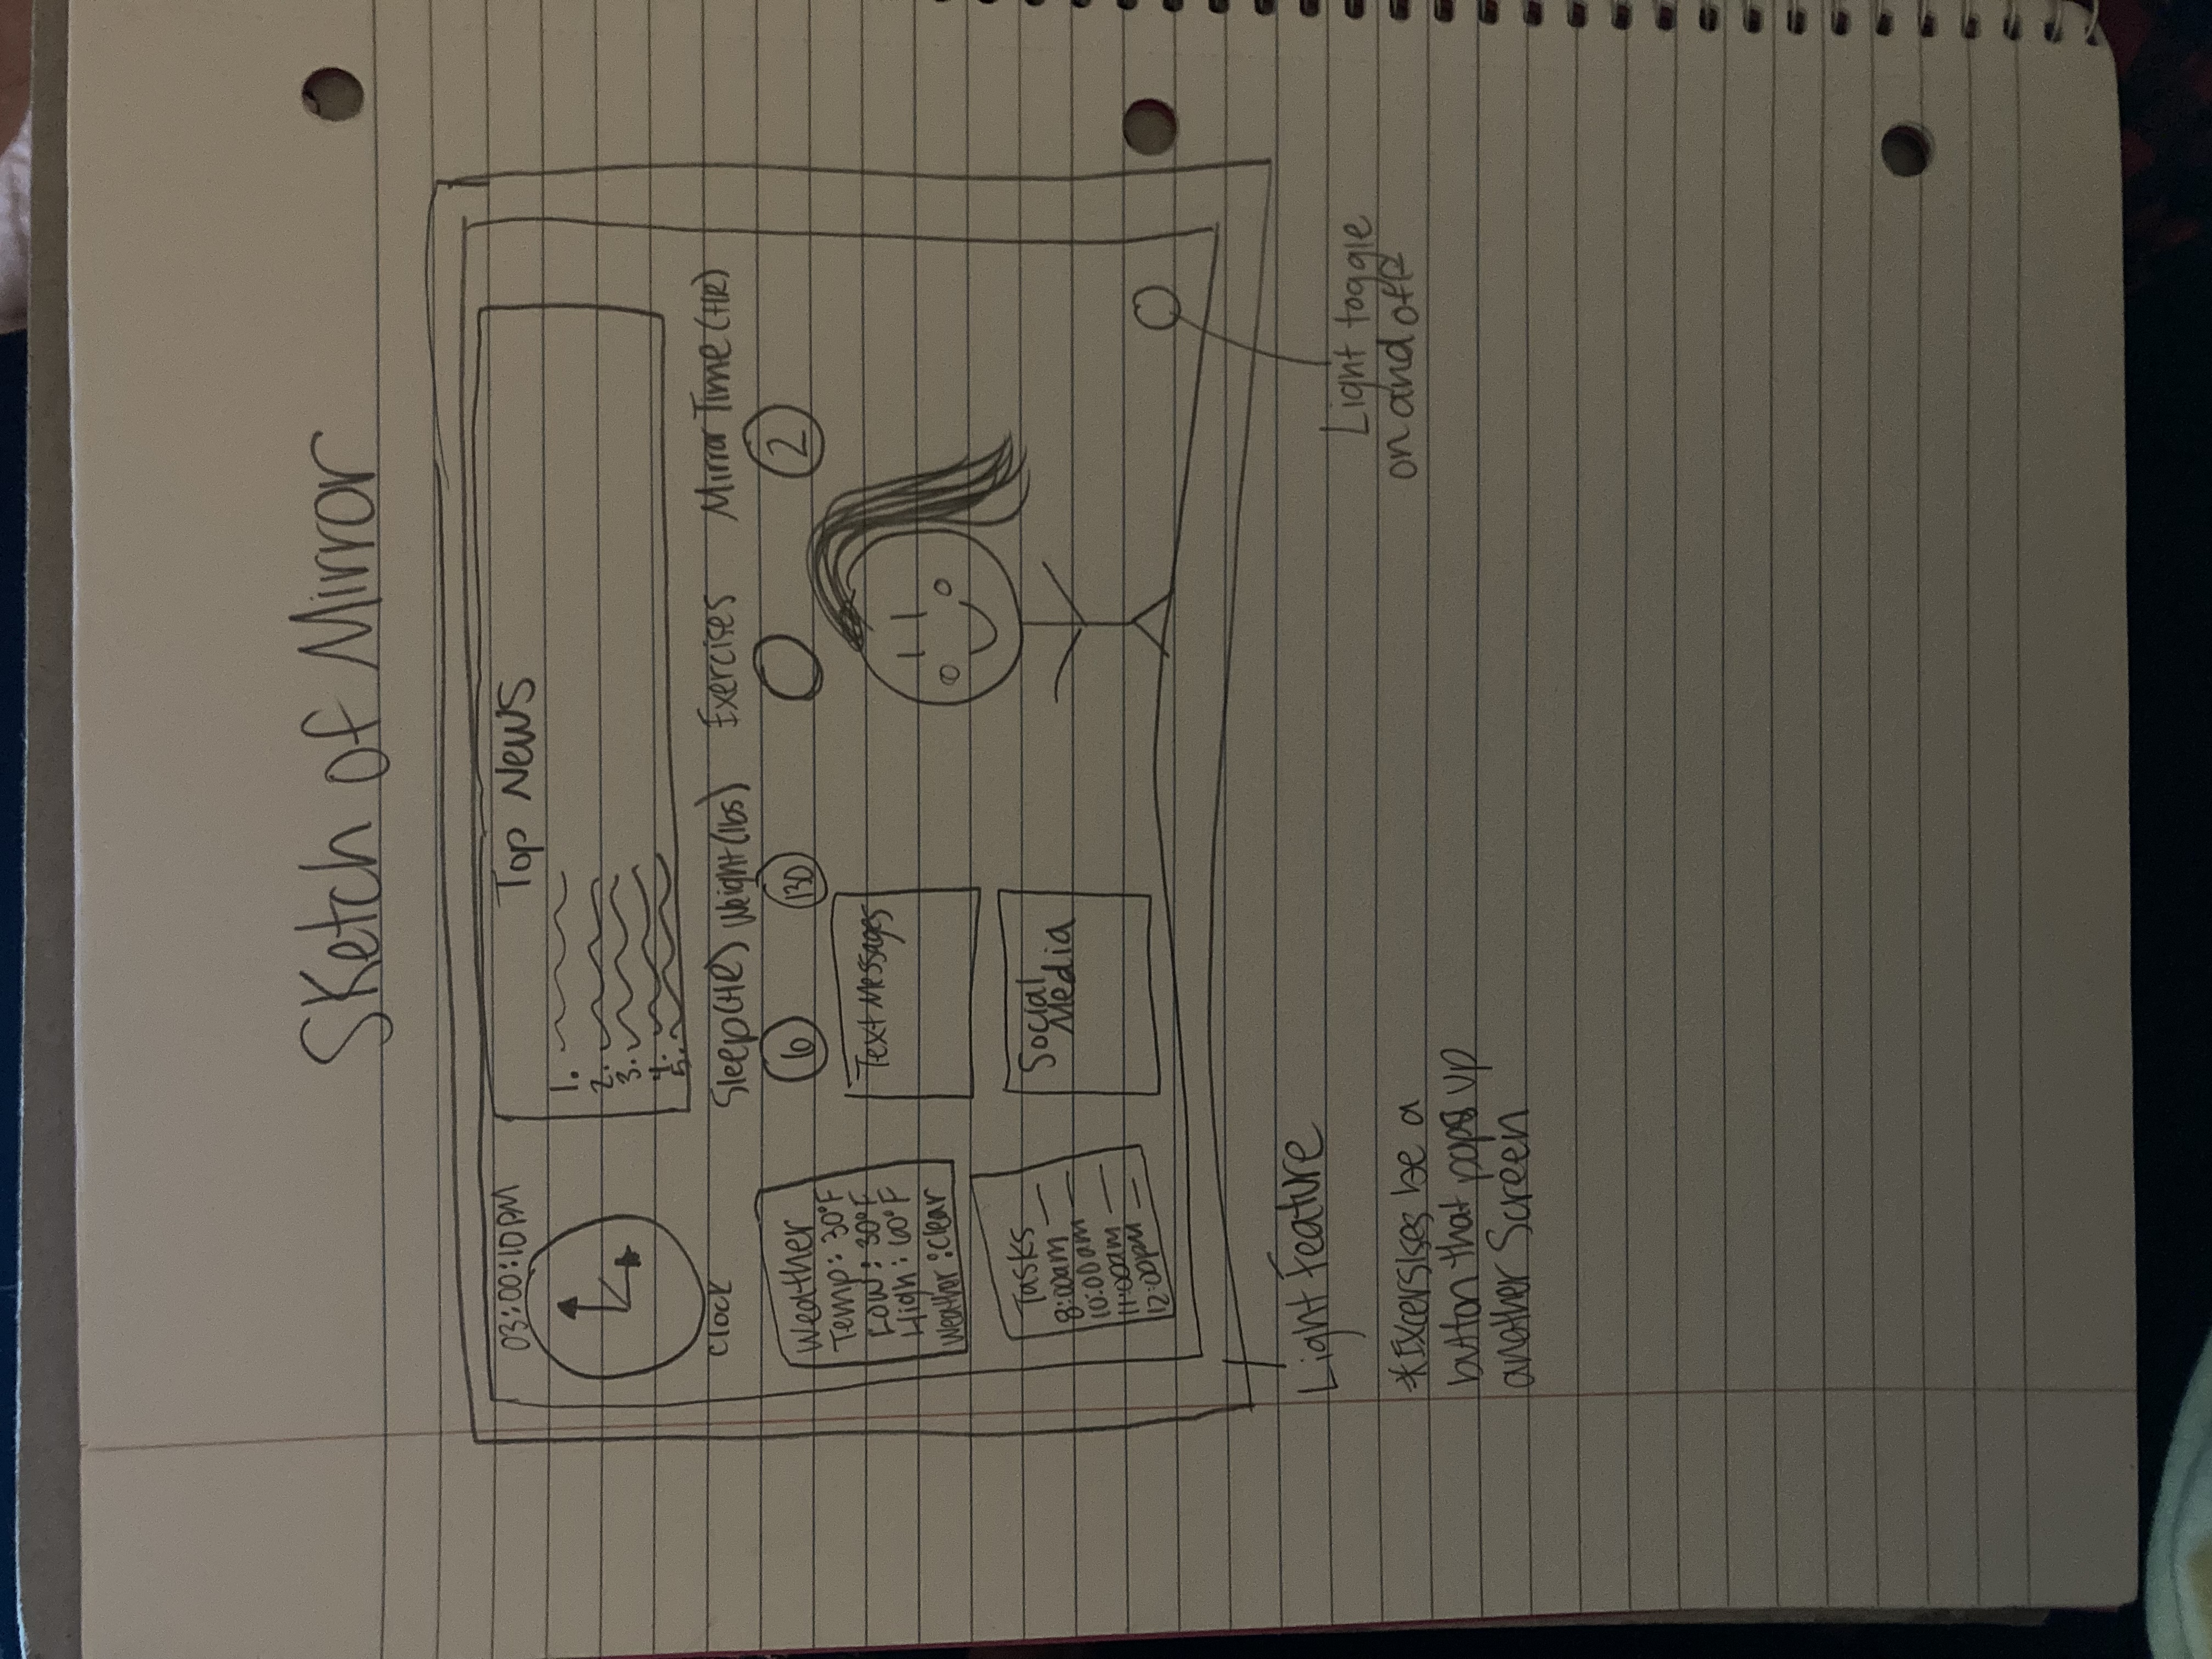 Sketch of Mirror
03:00:10PM
Clock
Top News
1.
2.
3.
4.
5.
Sleep(HR) Weight(lbs) Exercises Mirror Time (HR)
6 130 2
Weather
Temp: 30°F
Low: 30°F
High: 60°F
Weather: clear
Text Messages
Tasks
8:00am
10:00am
11:00am
12:00pm
Social
Media
Light Feature
Light toggle
on and off
*Excersises be a
button that pops up
another Screen